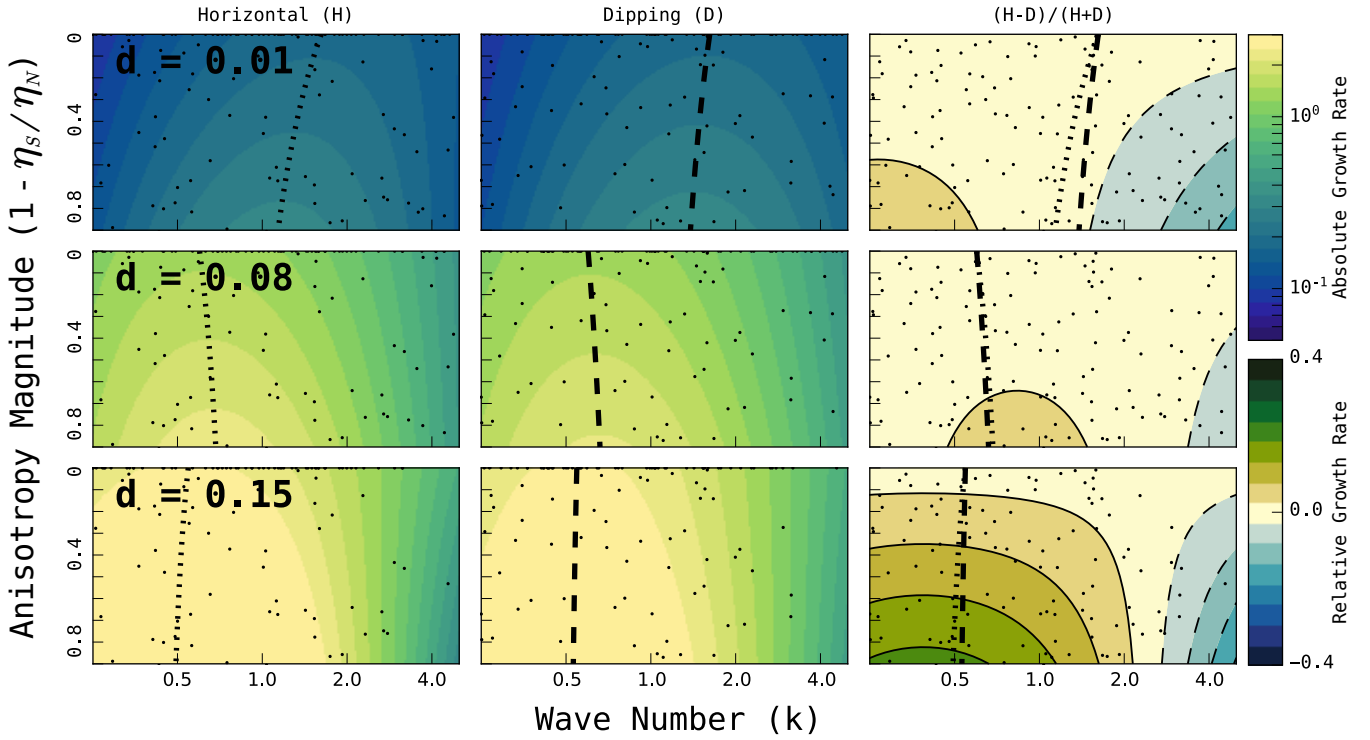 Horizontal (H) Dipping (D) (H-D)/(H+D)
d = 0.01
0 0.4 0.8
d = 0.08
0 0.4 0.8
d = 0.15
0 0.4 0.8
Anisotropy Magnitude (1 - η_S/η_N)
0.5 1.0 2.0 4.0 0.5 1.0 2.0 4.0 0.5 1.0 2.0 4.0
Wave Number (k)
10⁰
10⁻¹
Absolute Growth Rate
0.4
0.0
−0.4
Relative Growth Rate